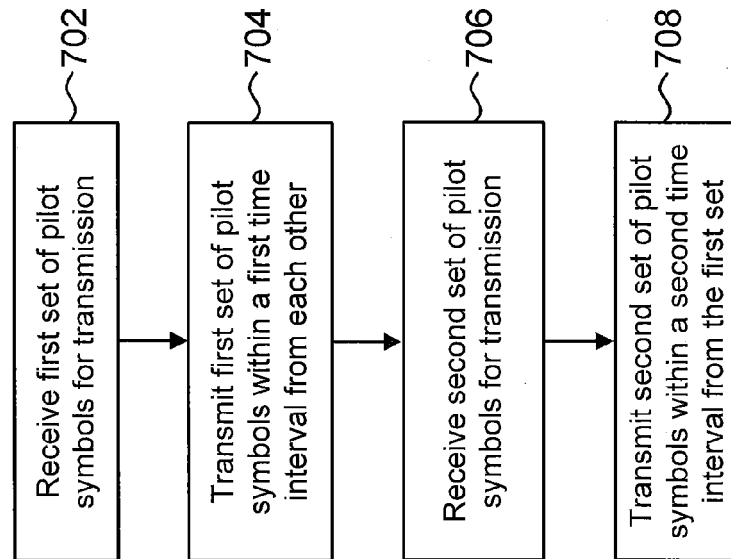 Receive first set of pilot
symbols for transmission
702
Transmit first set of pilot
symbols within a first time
interval from each other
704
Receive second set of pilot
symbols for transmission
706
Transmit second set of pilot
symbols within a second time
interval from the first set
708